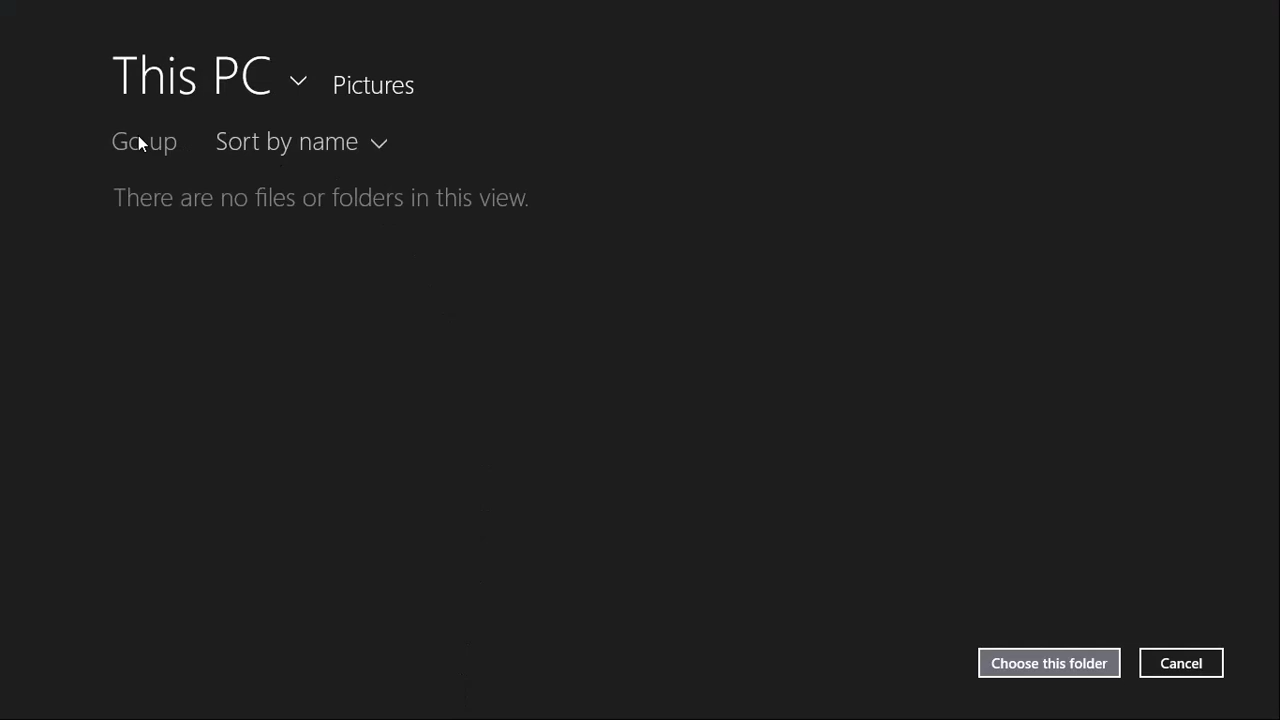 This PC Pictures
Go up Sort by name
There are no files or folders in this view.
Choose this folder Cancel